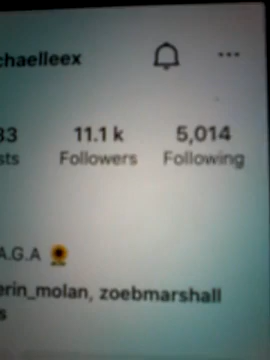 chaelleex
33 11.1 k 5,014
sts Followers Following
A.G.A
erin_molan, zoebmarshall
s